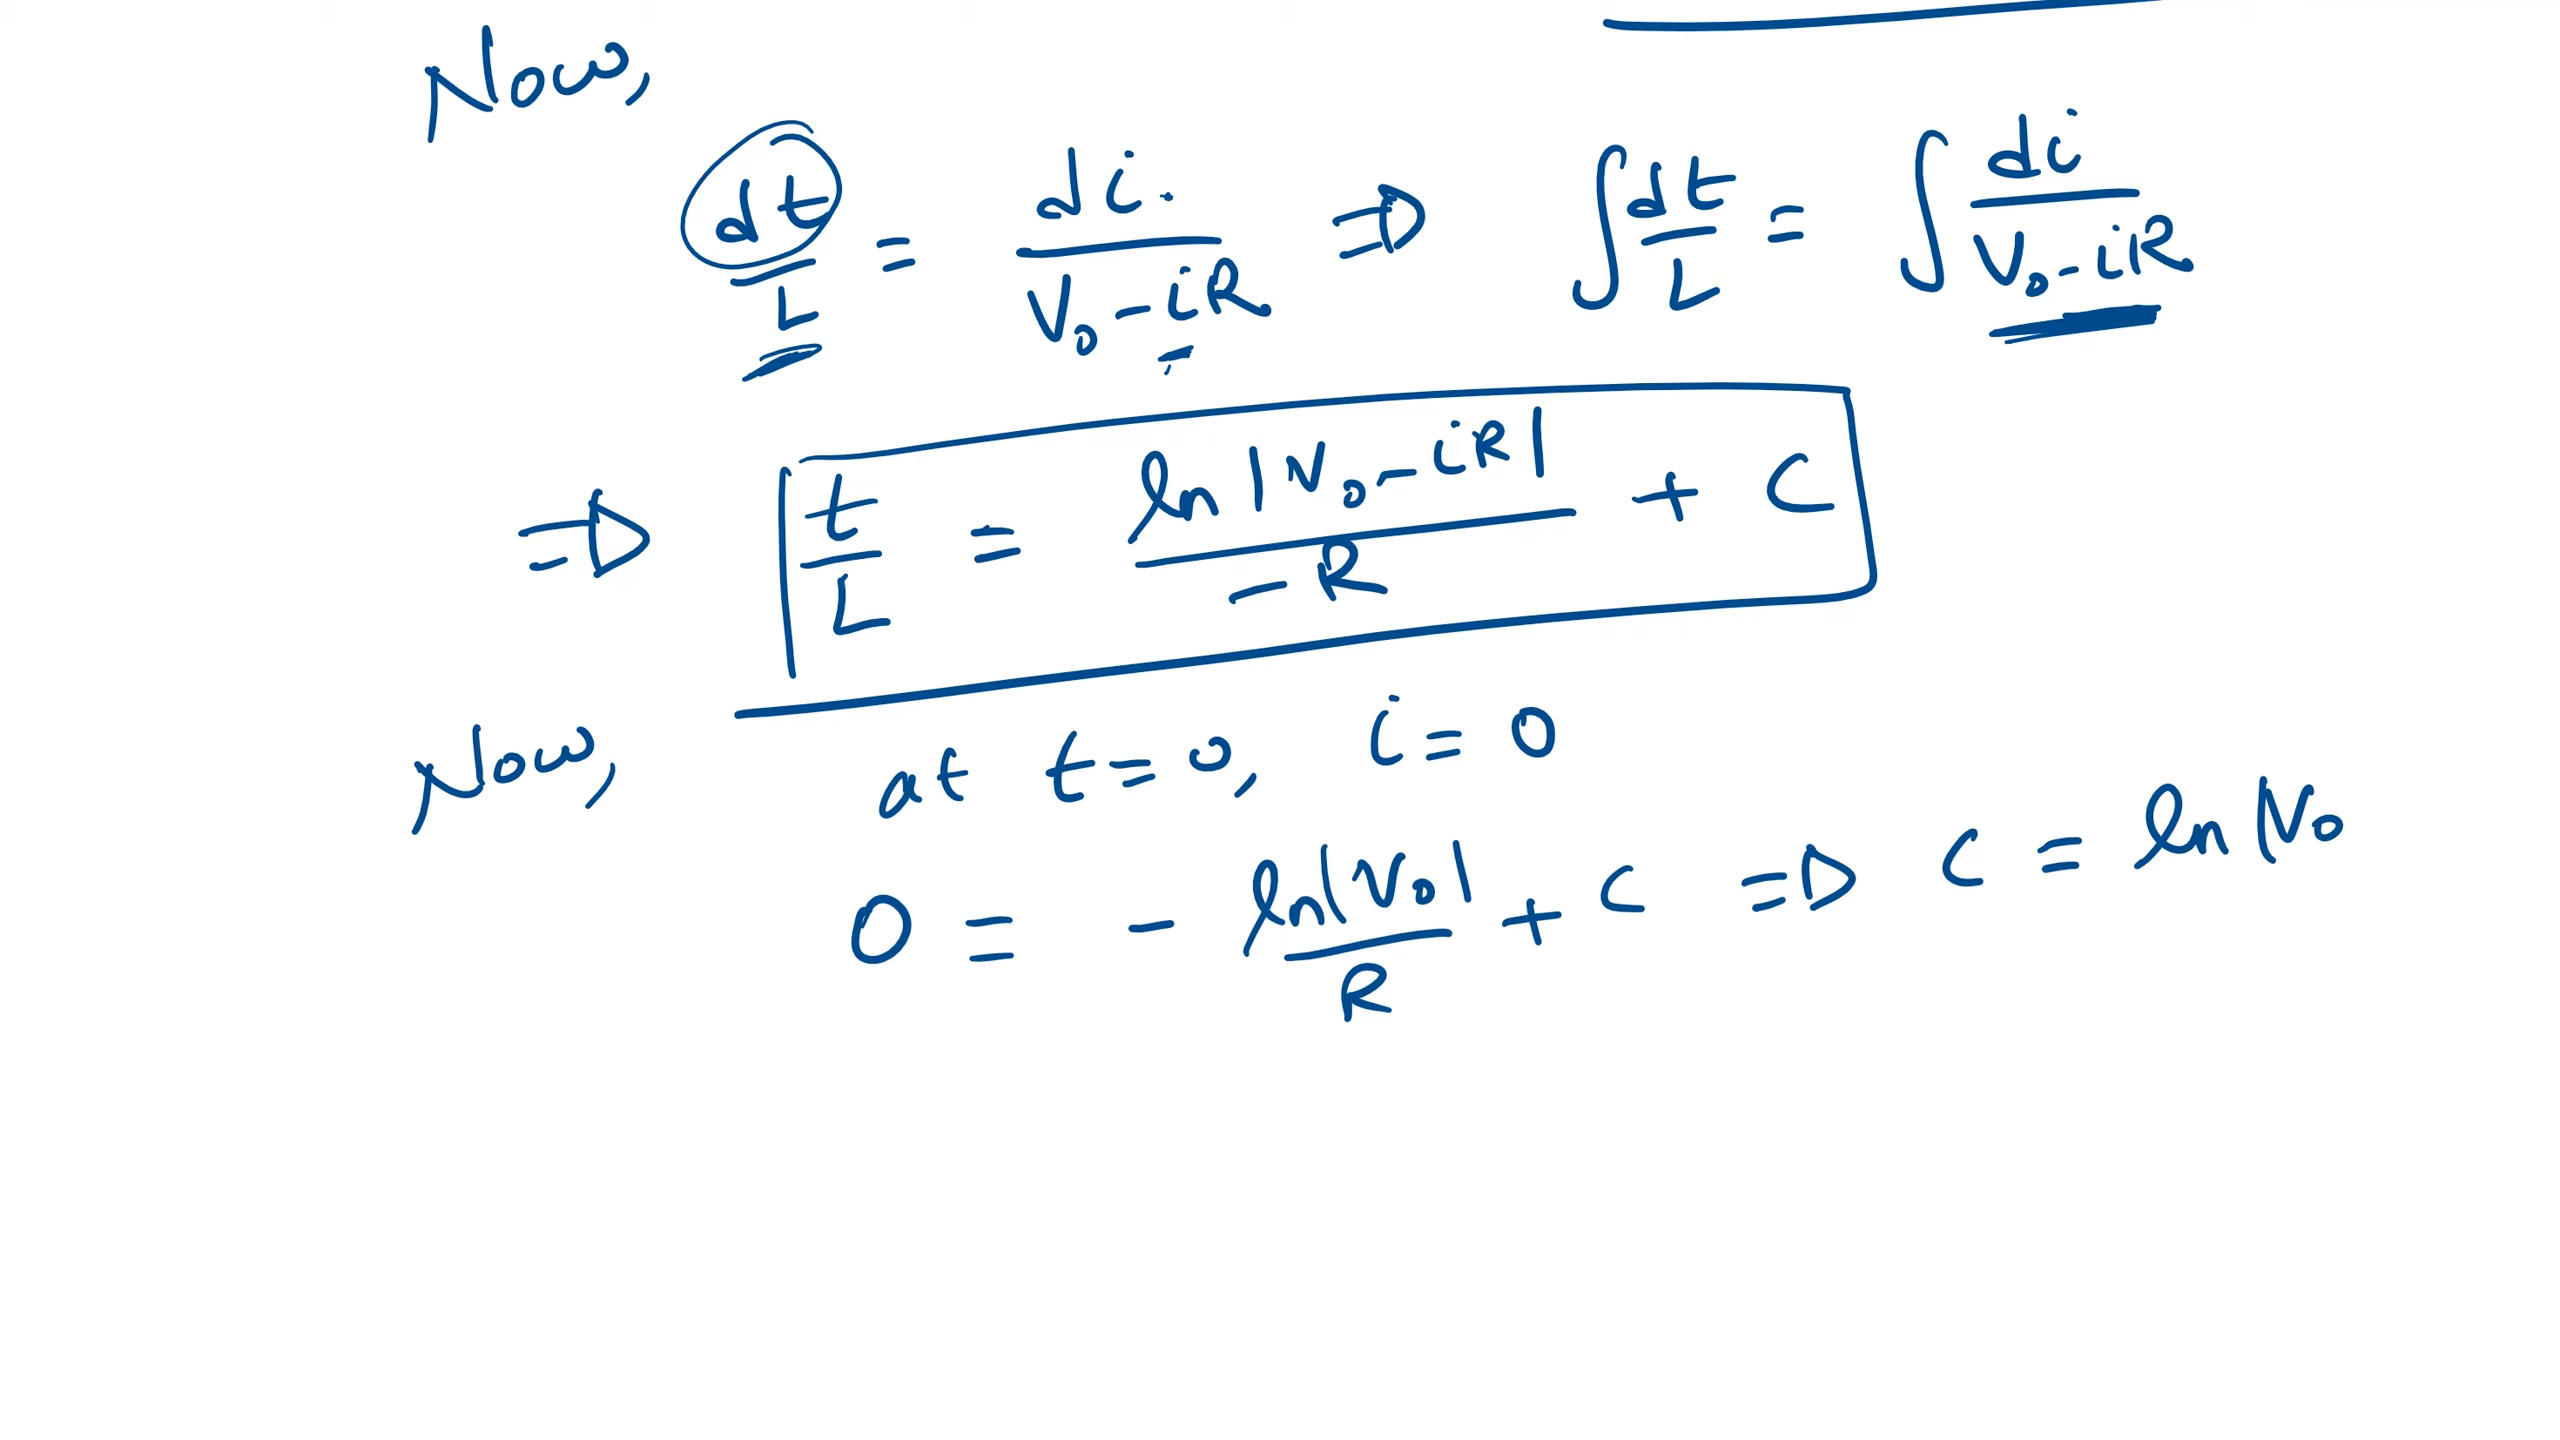 Now,
dt/L = di/(V₀ - iR) ⇒ ∫ dt/L = ∫ di/(V₀ - iR)
⇒ t/L = ln|V₀ - iR|/(-R) + C
Now, at t = 0, i = 0
0 = - ln|V₀|/R + C ⇒ C = ln|V₀